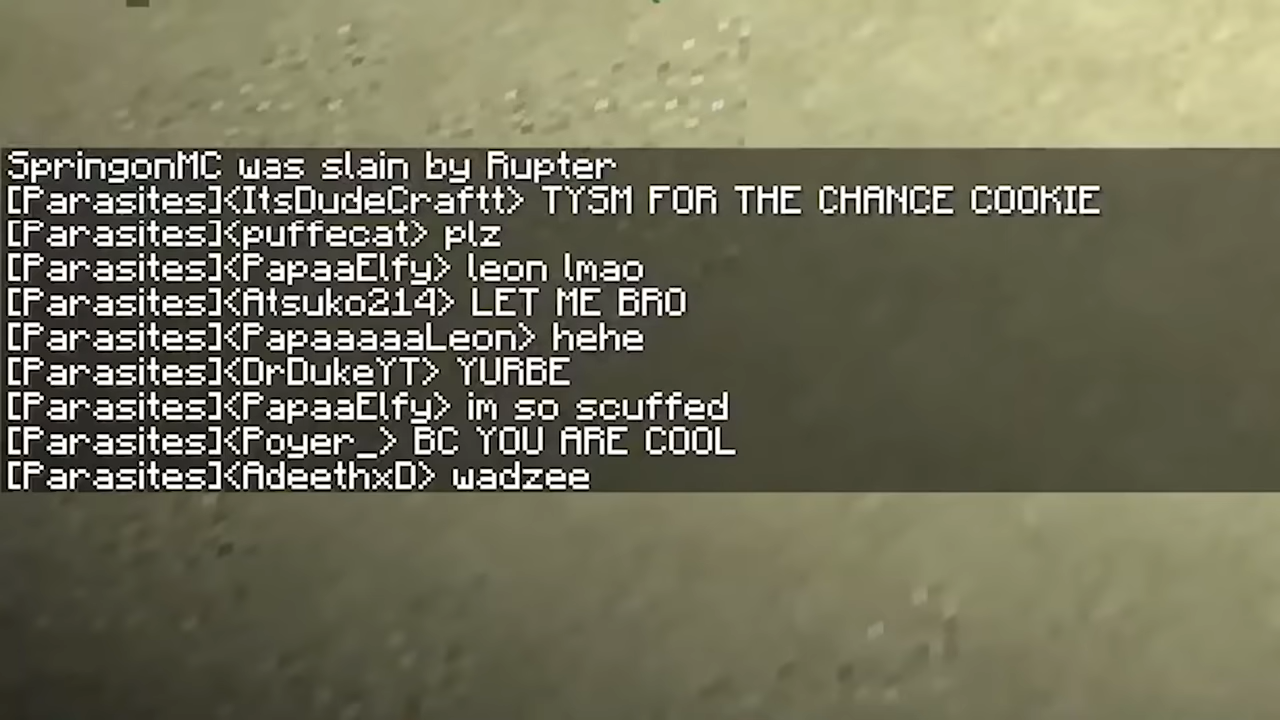 SpringonMC was slain by Rupter
[Parasites]<ItsDudeCraftt> TYSM FOR THE CHANCE COOKIE
[Parasites]<puffecat> plz
[Parasites]<PapaaElfy> leon lmao
[Parasites]<Atsuko214> LET ME BRO
[Parasites]<PapaaaaaLeon> hehe
[Parasites]<DrDukeYT> YURBE
[Parasites]<PapaaElfy> im so scuffed
[Parasites]<Poyer_> BC YOU ARE COOL
[Parasites]<AdeethxD> wadzee